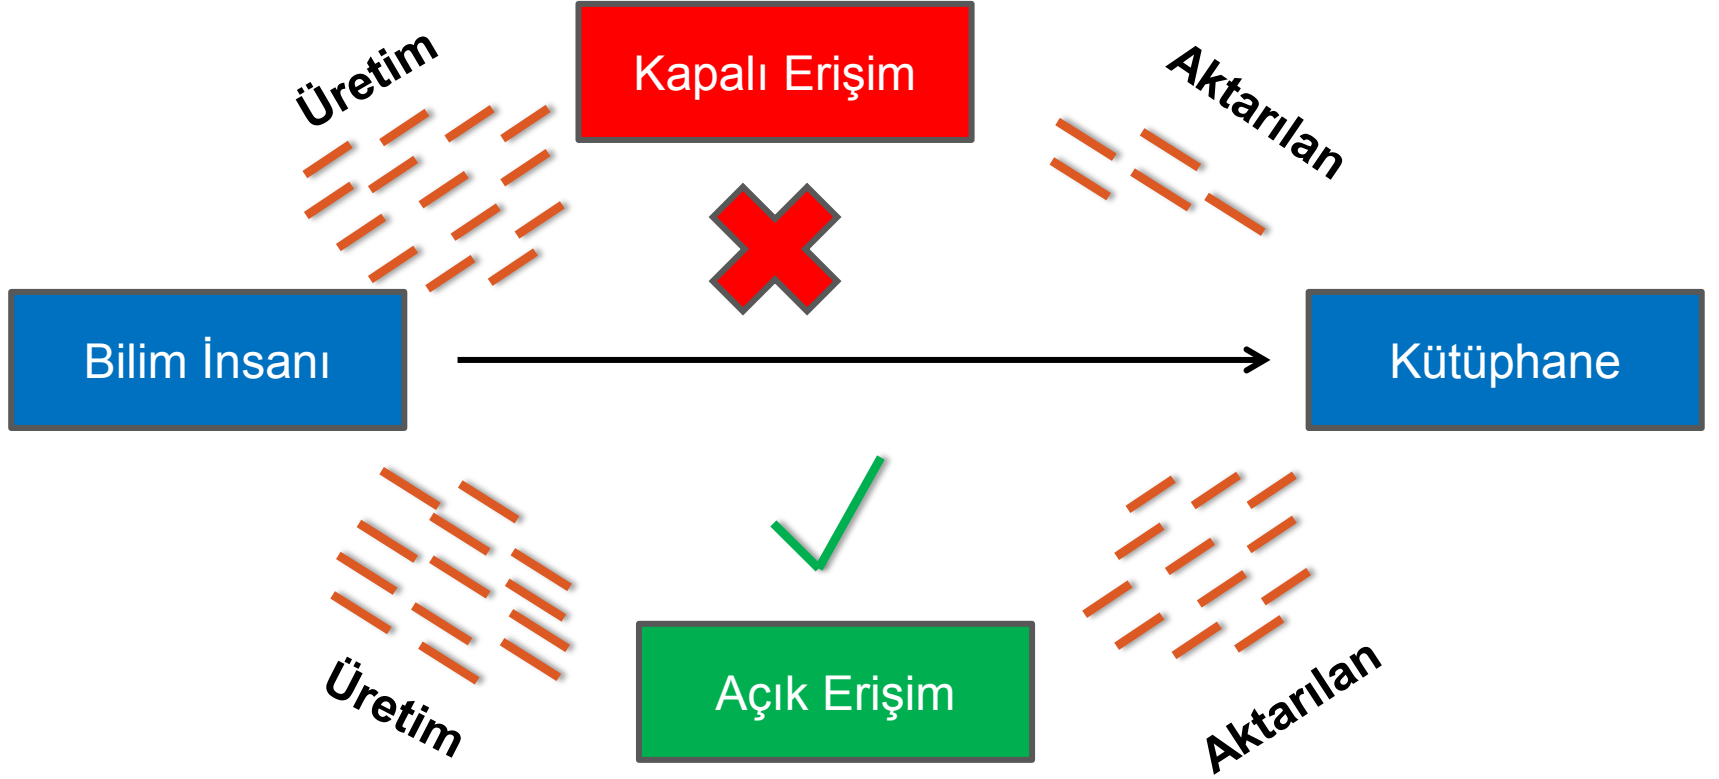 Üretim
Kapalı Erişim
Aktarılan
Bilim İnsanı
Kütüphane
Üretim
Açık Erişim
Aktarılan